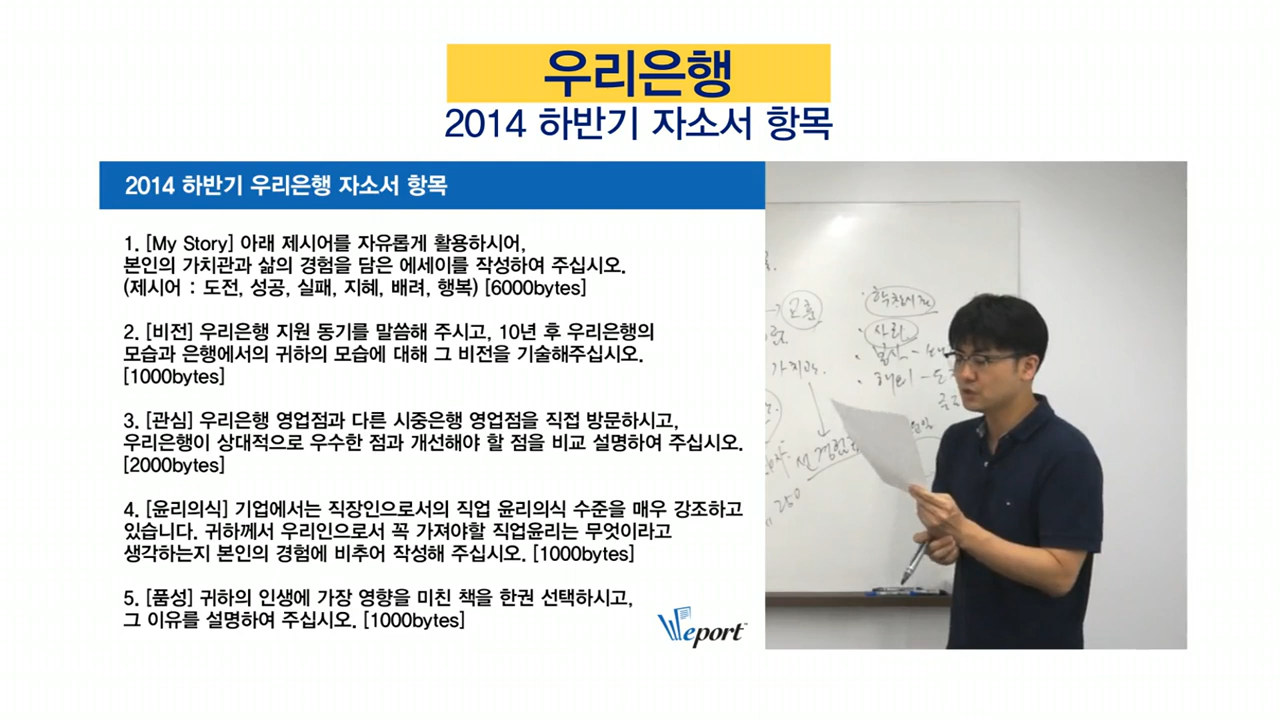 우리은행
2014 하반기 자소서 항목
2014 하반기 우리은행 자소서 항목
1. [My Story] 아래 제시어를 자유롭게 활용하시어,
본인의 가치관과 삶의 경험을 담은 에세이를 작성하여 주십시오.
(제시어 : 도전, 성공, 실패, 지혜, 배려, 행복) [6000bytes]
2. [비전] 우리은행 지원 동기를 말씀해 주시고, 10년 후 우리은행의
모습과 은행에서의 귀하의 모습에 대해 그 비전을 기술해주십시오.
[1000bytes]
3. [관심] 우리은행 영업점과 다른 시중은행 영업점을 직접 방문하시고,
우리은행이 상대적으로 우수한 점과 개선해야 할 점을 비교 설명하여 주십시오.
[2000bytes]
4. [윤리의식] 기업에서는 직장인으로서의 직업 윤리의식 수준을 매우 강조하고
있습니다. 귀하께서 우리인으로서 꼭 가져야할 직업윤리는 무엇이라고
생각하는지 본인의 경험에 비추어 작성해 주십시오. [1000bytes]
5. [품성] 귀하의 인생에 가장 영향을 미친 책을 한권 선택하시고,
그 이유를 설명하여 주십시오. [1000bytes]
Weport
교훈
가치관.
250